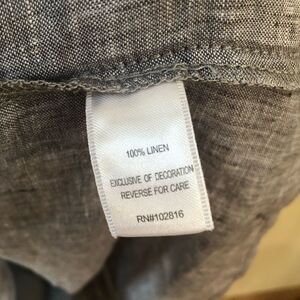 100% LINEN
EXCLUSIVE OF DECORATION
REVERSE FOR CARE
RN#102816